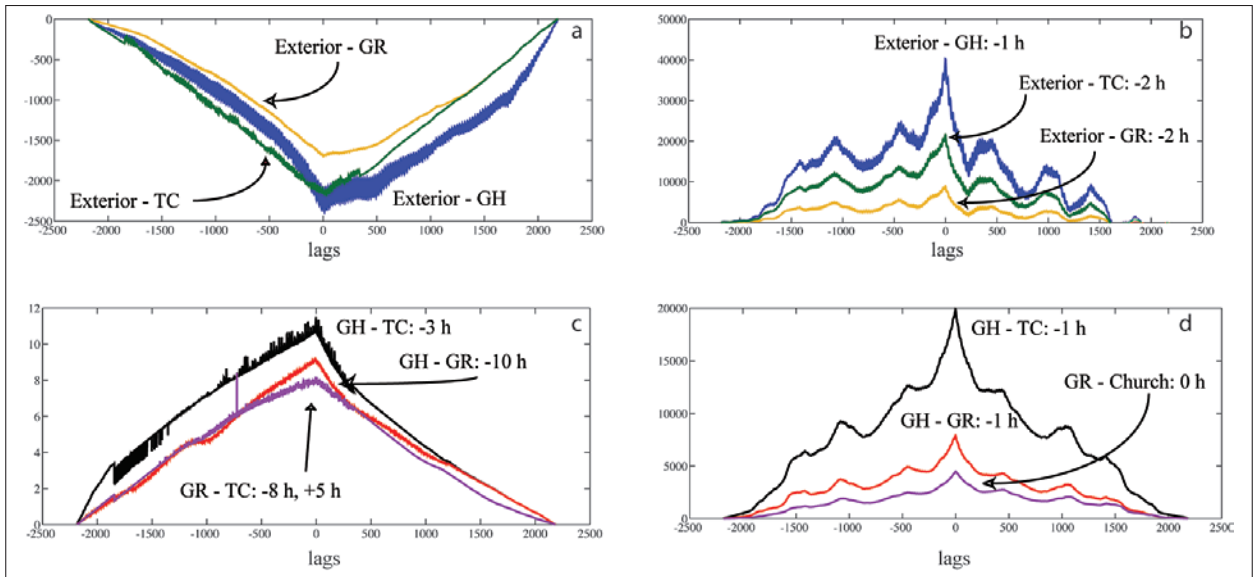 a
0
-500
-1000
-1500
-2000
-2500
Exterior - GR
Exterior - TC
Exterior - GH
-2500 -2000 -1500 -1000 -500 0 500 1000 1500 2000 2500
lags
b
50000
40000
30000
20000
10000
0
Exterior - GH: -1 h
Exterior - TC: -2 h
Exterior - GR: -2 h
-2500 -2000 -1500 -1000 -500 0 500 1000 1500 2000 2500
lags
c
12
10
8
6
4
2
0
GH - TC: -3 h
GH - GR: -10 h
GR - TC: -8 h, +5 h
-2500 -2000 -1500 -1000 -500 0 500 1000 1500 2000 2500
lags
d
20000
15000
10000
5000
0
GH - TC: -1 h
GR - Church: 0 h
GH - GR: -1 h
-2500 -2000 -1500 -1000 -500 0 500 1000 1500 2000 2500
lags